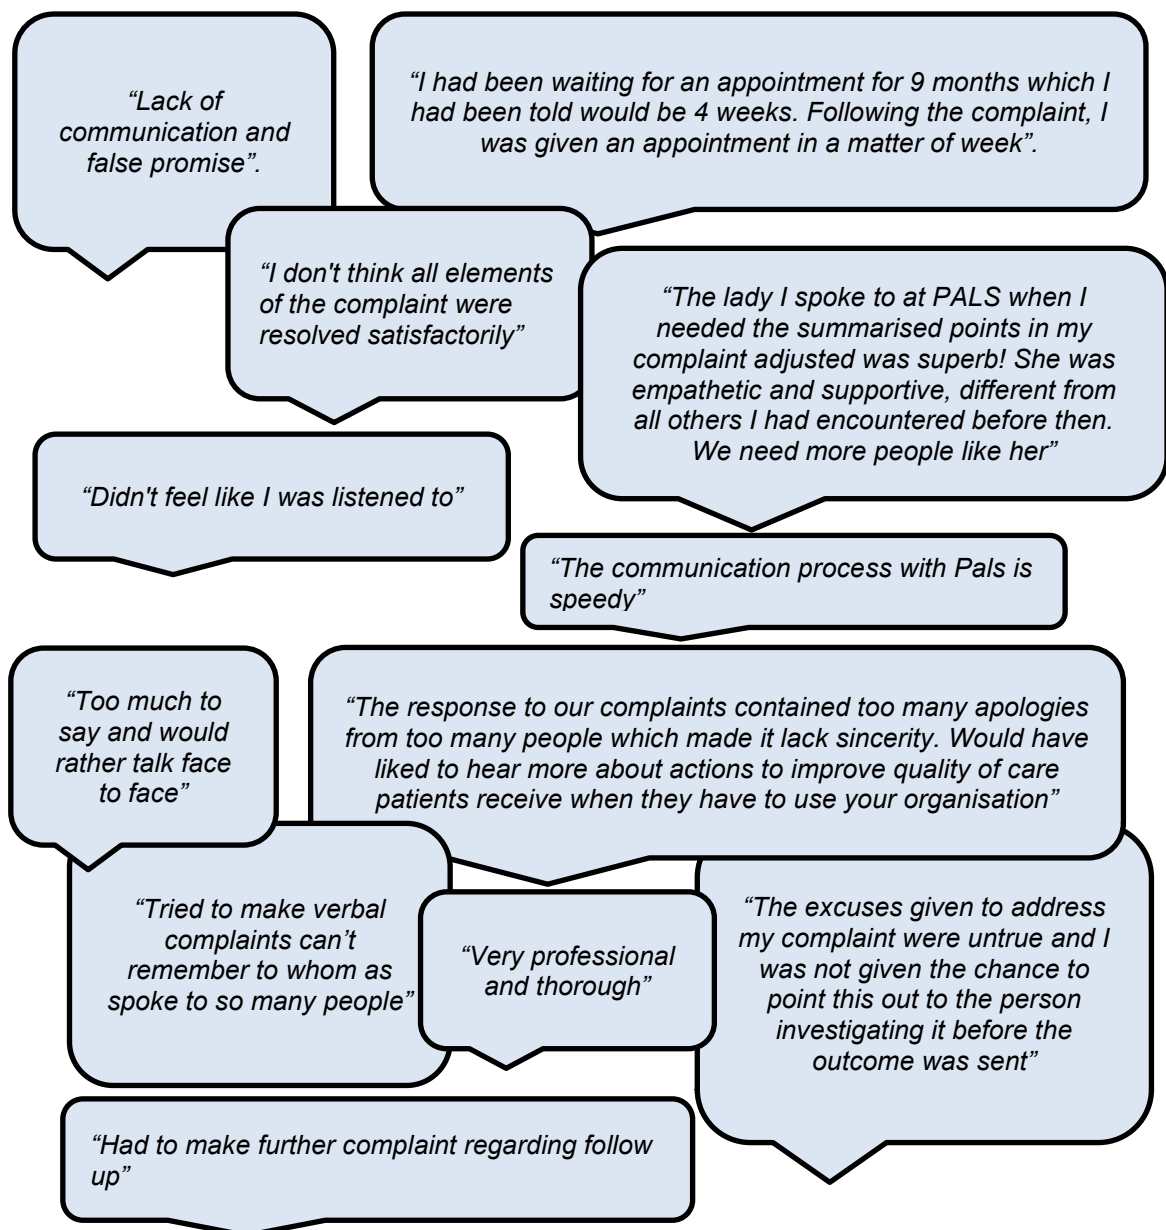 “Lack of
communication and
false promise”.
“I had been waiting for an appointment for 9 months which I
had been told would be 4 weeks. Following the complaint, I
was given an appointment in a matter of week”.
“I don't think all elements
of the complaint were
resolved satisfactorily”
“The lady I spoke to at PALS when I
needed the summarised points in my
complaint adjusted was superb! She was
empathetic and supportive, different from
all others I had encountered before then.
We need more people like her”
“Didn't feel like I was listened to”
“The communication process with Pals is
speedy”
“Too much to
say and would
rather talk face
to face”
“The response to our complaints contained too many apologies
from too many people which made it lack sincerity. Would have
liked to hear more about actions to improve quality of care
patients receive when they have to use your organisation”
“Tried to make verbal
complaints can’t
remember to whom as
spoke to so many people”
“Very professional
and thorough”
“The excuses given to address
my complaint were untrue and I
was not given the chance to
point this out to the person
investigating it before the
outcome was sent”
“Had to make further complaint regarding follow
up”